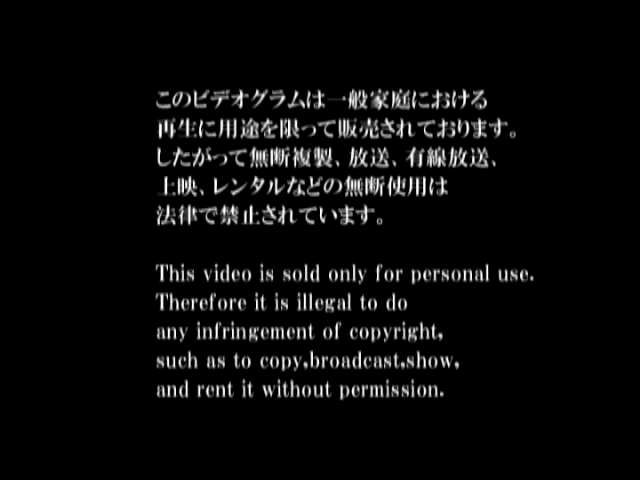 このビデオグラムは一般家庭における
再生に用途を限って販売されております。
したがって無断複製、放送、有線放送、
上映、レンタルなどの無断使用は
法律で禁止されています。
This video is sold only for personal use.
Therefore it is illegal to do
any infringement of copyright,
such as to copy,broadcast,show,
and rent it without permission.